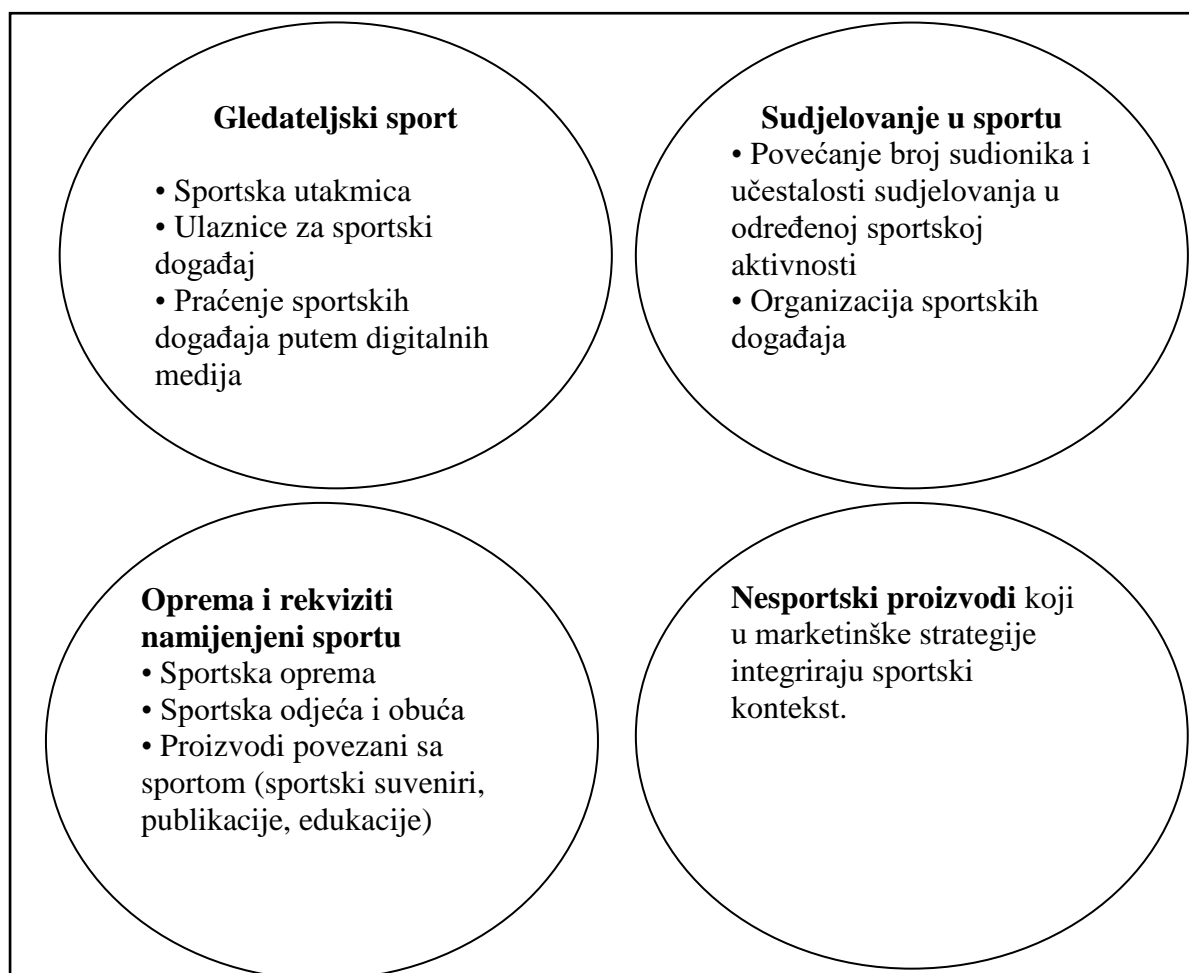 Gledateljski sport
• Sportska utakmica
• Ulaznice za sportski
događaj
• Praćenje sportskih
događaja putem digitalnih
medija
Sudjelovanje u sportu
• Povećanje broj sudionika i
učestalosti sudjelovanja u
određenoj sportskoj
aktivnosti
• Organizacija sportskih
događaja
Oprema i rekviziti
namijenjeni sportu
• Sportska oprema
• Sportska odjeća i obuća
• Proizvodi povezani sa
sportom (sportski suveniri,
publikacije, edukacije)
Nesportski proizvodi koji
u marketinške strategije
integriraju sportski
kontekst.